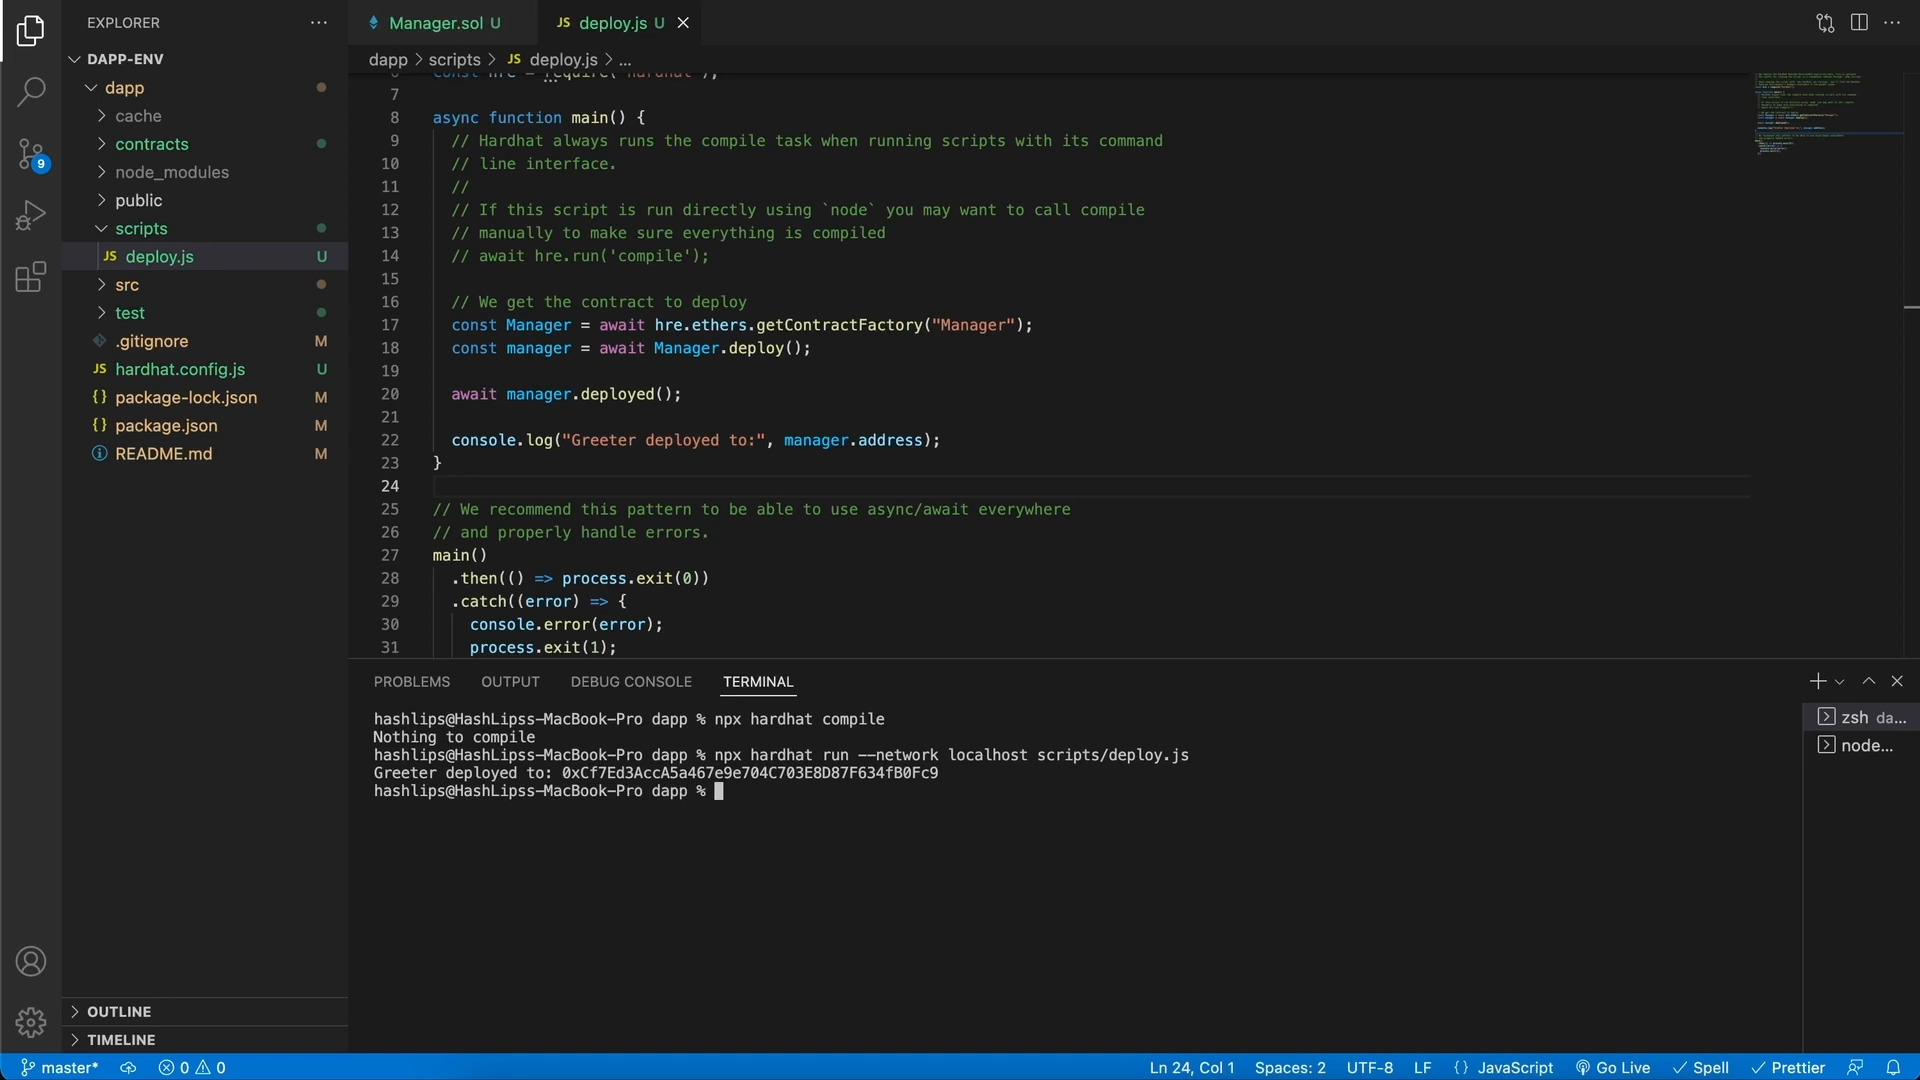 EXPLORER
Manager.sol U
JS deploy.js U
DAPP-ENV
dapp > scripts > JS deploy.js > ...
dapp
cache
contracts
node_modules
public
scripts
JS deploy.js U
src
test
.gitignore M
JS hardhat.config.js U
{} package-lock.json M
{} package.json M
README.md M
9
6 const hre = require("hardhat");
7
8 async function main() {
9 // Hardhat always runs the compile task when running scripts with its command
10 // line interface.
11 //
12 // If this script is run directly using `node` you may want to call compile
13 // manually to make sure everything is compiled
14 // await hre.run('compile');
15
16 // We get the contract to deploy
17 const Manager = await hre.ethers.getContractFactory("Manager");
18 const manager = await Manager.deploy();
19
20 await manager.deployed();
21
22 console.log("Greeter deployed to:", manager.address);
23 }
24
25 // We recommend this pattern to be able to use async/await everywhere
26 // and properly handle errors.
27 main()
28 .then(() => process.exit(0))
29 .catch((error) => {
30 console.error(error);
31 process.exit(1);
PROBLEMS OUTPUT DEBUG CONSOLE TERMINAL
hashlips@HashLipss-MacBook-Pro dapp % npx hardhat compile
Nothing to compile
hashlips@HashLipss-MacBook-Pro dapp % npx hardhat run --network localhost scripts/deploy.js
Greeter deployed to: 0xCf7Ed3AccA5a467e9e704C703E8D87F634fB0Fc9
hashlips@HashLipss-MacBook-Pro dapp %
zsh da...
node...
OUTLINE
TIMELINE
master* 0 0 Ln 24, Col 1 Spaces: 2 UTF-8 LF {} JavaScript Go Live Spell Prettier